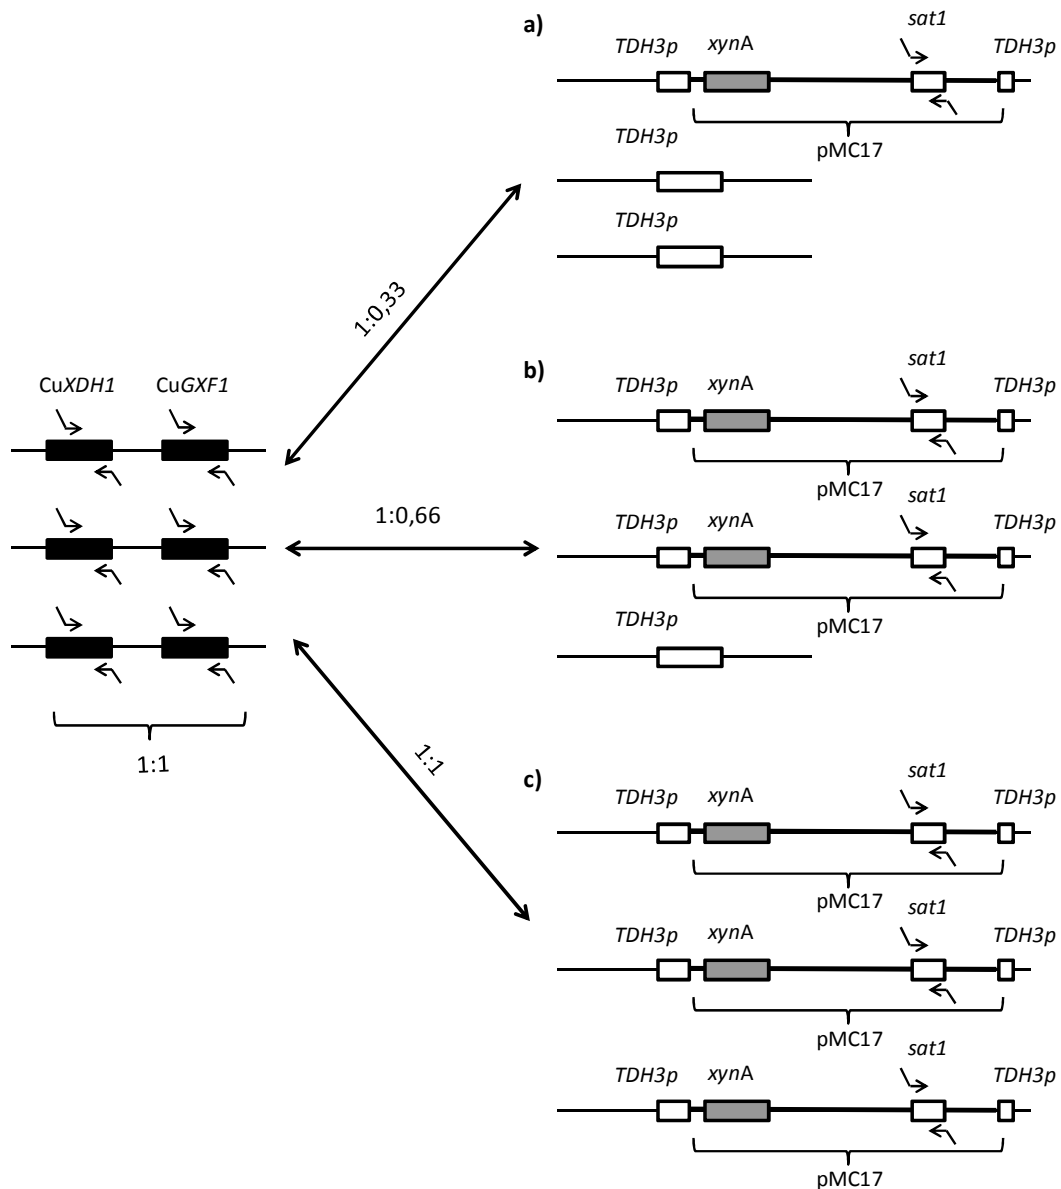 a)
TDH3p xynA sat1 TDH3p
pMC17
TDH3p
TDH3p
1:0,33
CuXDH1 CuGXF1
1:1
1:0,66
b)
TDH3p xynA sat1 TDH3p
pMC17
TDH3p xynA sat1 TDH3p
pMC17
TDH3p
1:1
c)
TDH3p xynA sat1 TDH3p
pMC17
TDH3p xynA sat1 TDH3p
pMC17
TDH3p xynA sat1 TDH3p
pMC17